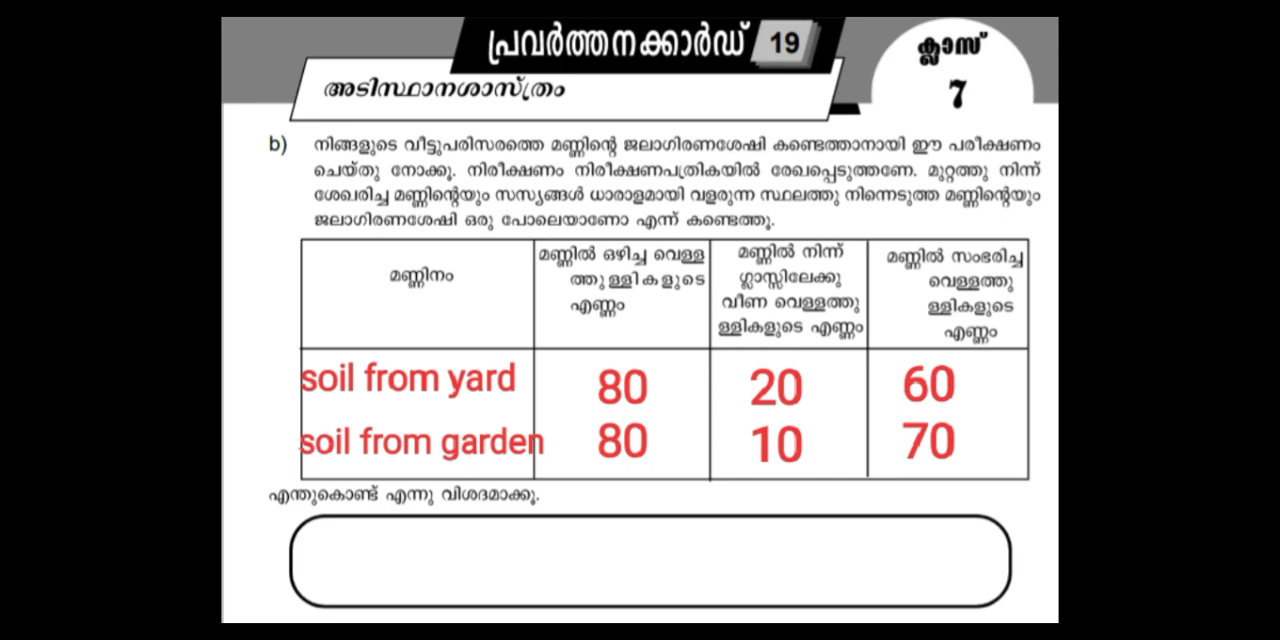 പ്രവർത്തനക്കാർഡ് 19
ക്ലാസ്
7
അടിസ്ഥാനശാസ്ത്രം
b) നിങ്ങളുടെ വീട്ടുപരിസരത്തെ മണ്ണിന്റെ ജലാഗിരണശേഷി കണ്ടെത്താനായി ഈ പരീക്ഷണം
ചെയ്തു നോക്കൂ. നിരീക്ഷണം നിരീക്ഷണപത്രികയിൽ രേഖപ്പെടുത്തണേ. മുറ്റത്തു നിന്ന്
ശേഖരിച്ച മണ്ണിന്റെയും സസ്യങ്ങൾ ധാരാളമായി വളരുന്ന സ്ഥലത്തു നിന്നെടുത്ത മണ്ണിന്റെയും
ജലാഗിരണശേഷി ഒരു പോലെയാണോ എന്ന് കണ്ടെത്തൂ.
മണ്ണിനം
മണ്ണിൽ ഒഴിച്ച വെള്ള
ത്തുള്ളികളുടെ
എണ്ണം
മണ്ണിൽ നിന്ന്
ഗ്ലാസ്സിലേക്കു
വീണ വെള്ളത്തു
ള്ളികളുടെ എണ്ണം
മണ്ണിൽ സംഭരിച്ച
വെള്ളത്തു
ള്ളികളുടെ
എണ്ണം
soil from yard 80 20 60
soil from garden 80 10 70
എന്തുകൊണ്ട് എന്നു വിശദമാക്കൂ.